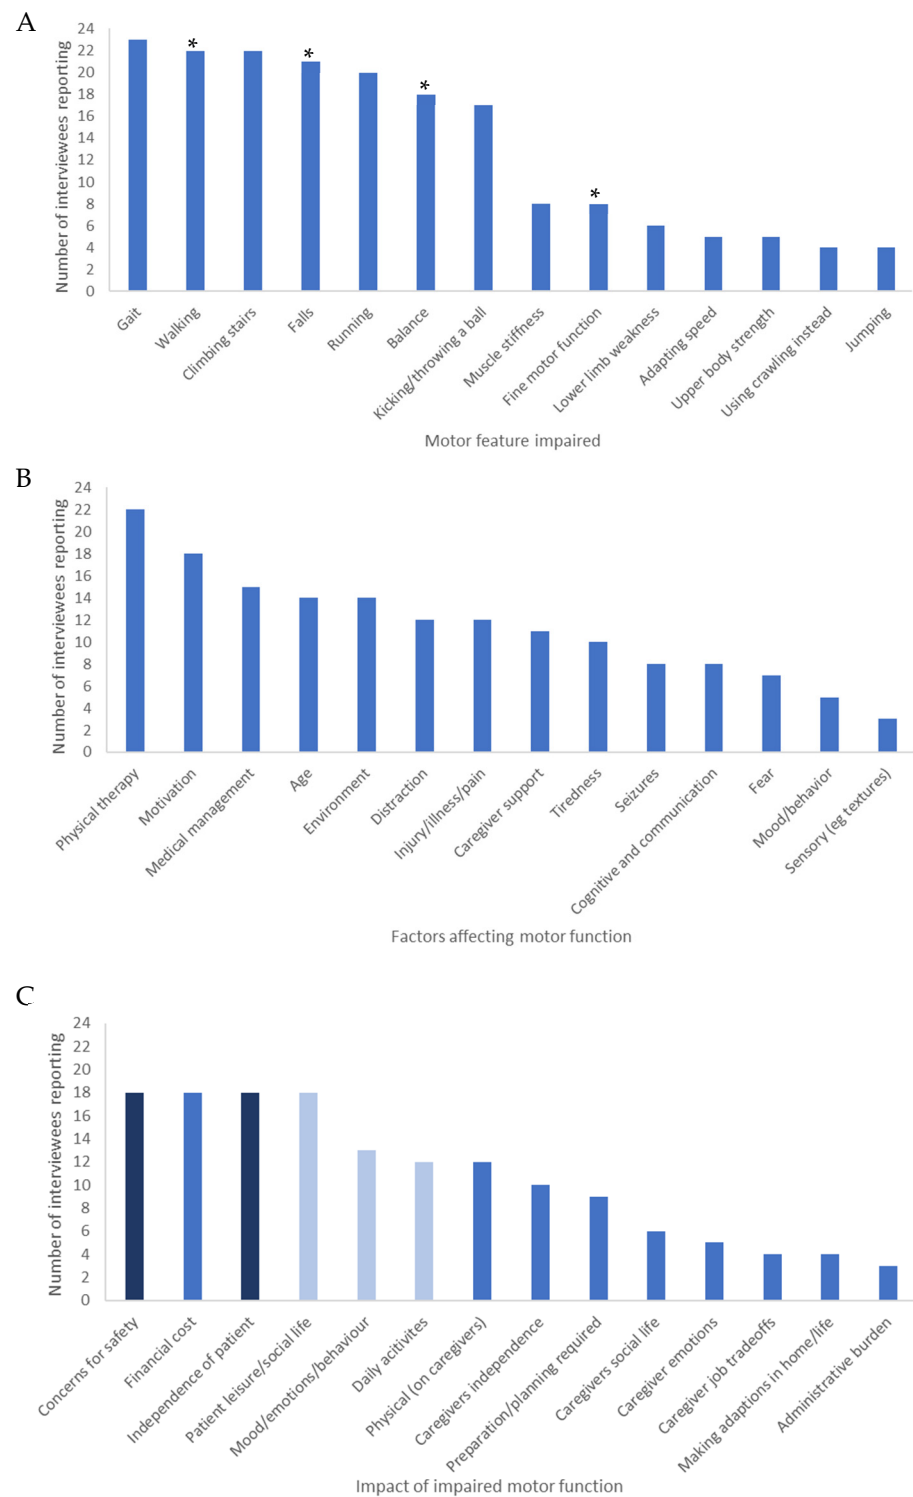 A
Number of interviewees reporting
24
22
20
18
16
14
12
10
8
6
4
2
0
*
*
*
*
Gait
Walking
Climbing stairs
Falls
Running
Balance
Kicking/throwing a ball
Muscle stiffness
Fine motor function
Lower limb weakness
Adapting speed
Upper body strength
Using crawling instead
Jumping
Motor feature impaired
B
Number of interviewees reporting
24
22
20
18
16
14
12
10
8
6
4
2
0
Physical therapy
Motivation
Medical management
Age
Environment
Distraction
Injury/illness/pain
Caregiver support
Tiredness
Seizures
Cognitive and communication
Fear
Mood/behavior
Sensory (eg textures)
Factors affecting motor function
C
Number of interviewees reporting
24
22
20
18
16
14
12
10
8
6
4
2
0
Concerns for safety
Financial cost
Independence of patient
Patient leisure/social life
Mood/emotions/behaviour
Daily acitivites
Physical (on caregivers)
Caregivers independence
Preparation/planning required
Caregivers social life
Caregiver emotions
Caregiver job tradeoffs
Making adaptions in home/life
Administrative burden
Impact of impaired motor function